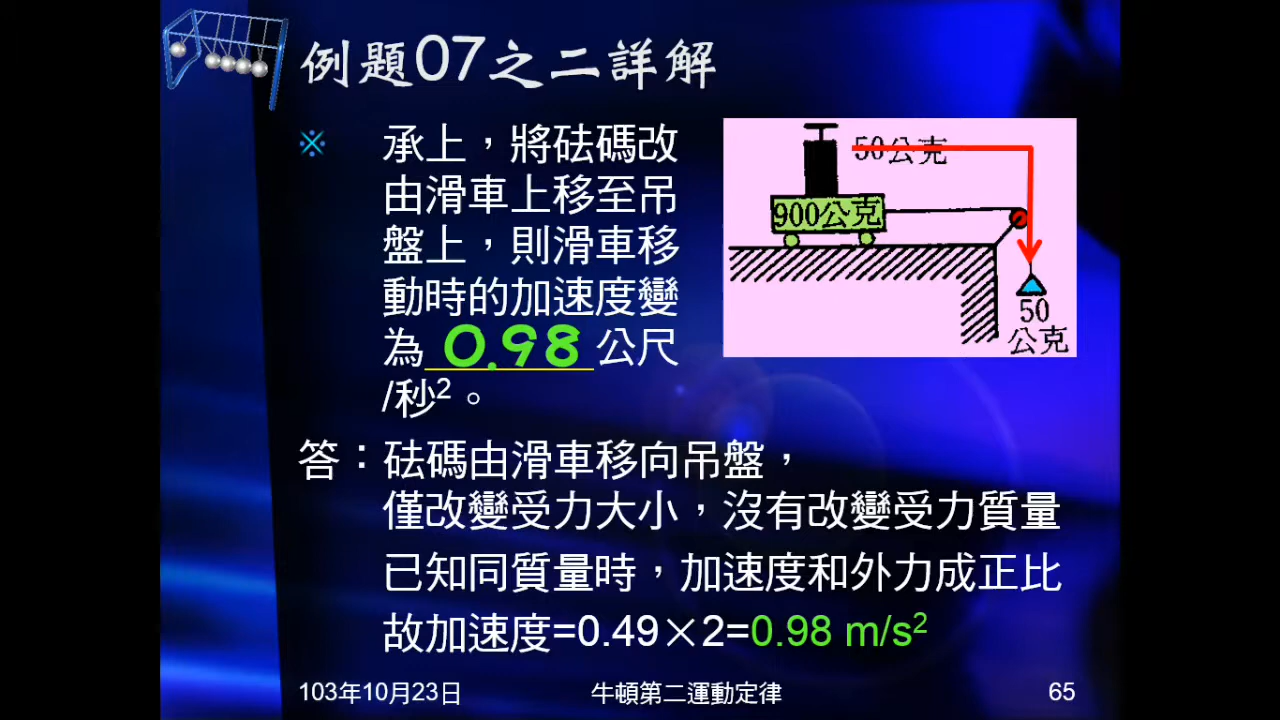 例題07之二詳解
※ 承上，將砝碼改
由滑車上移至吊
盤上，則滑車移
動時的加速度變
為 0.98 公尺
/秒²。
50公克
900公克
50
公克
答：砝碼由滑車移向吊盤，
僅改變受力大小，沒有改變受力質量
已知同質量時，加速度和外力成正比
故加速度=0.49×2=0.98 m/s²
103年10月23日
牛頓第二運動定律
65